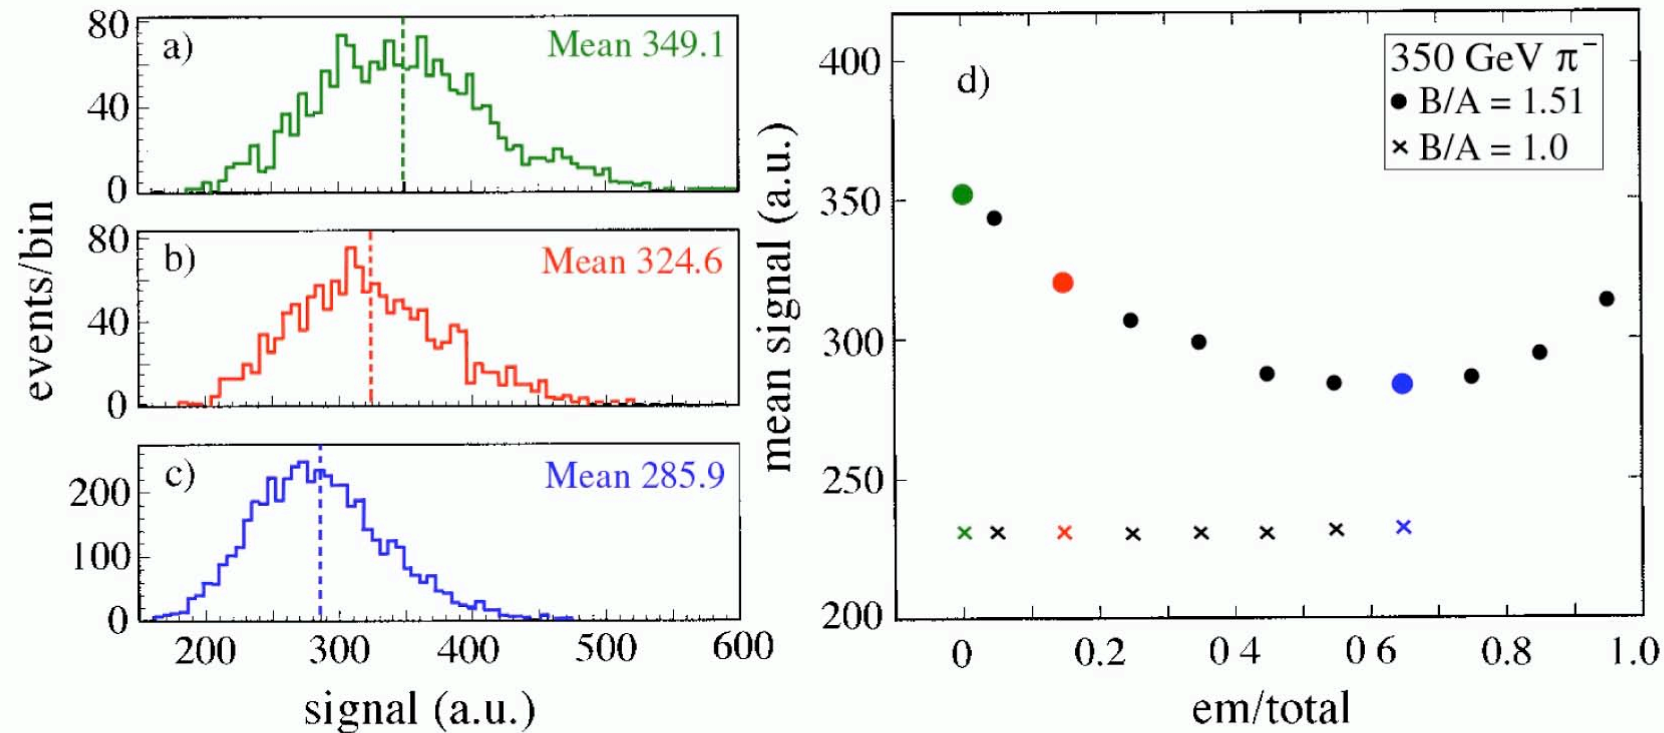 events/bin
80
40
0
a)
Mean 349.1
80
40
0
b)
Mean 324.6
200
100
0
c)
Mean 285.9
200 300 400 500 600
signal (a.u.)
mean signal (a.u.)
400
350
300
250
200
d)
350 GeV π⁻
● B/A = 1.51
× B/A = 1.0
0 0.2 0 4 0 6 0.8 1.0
em/total